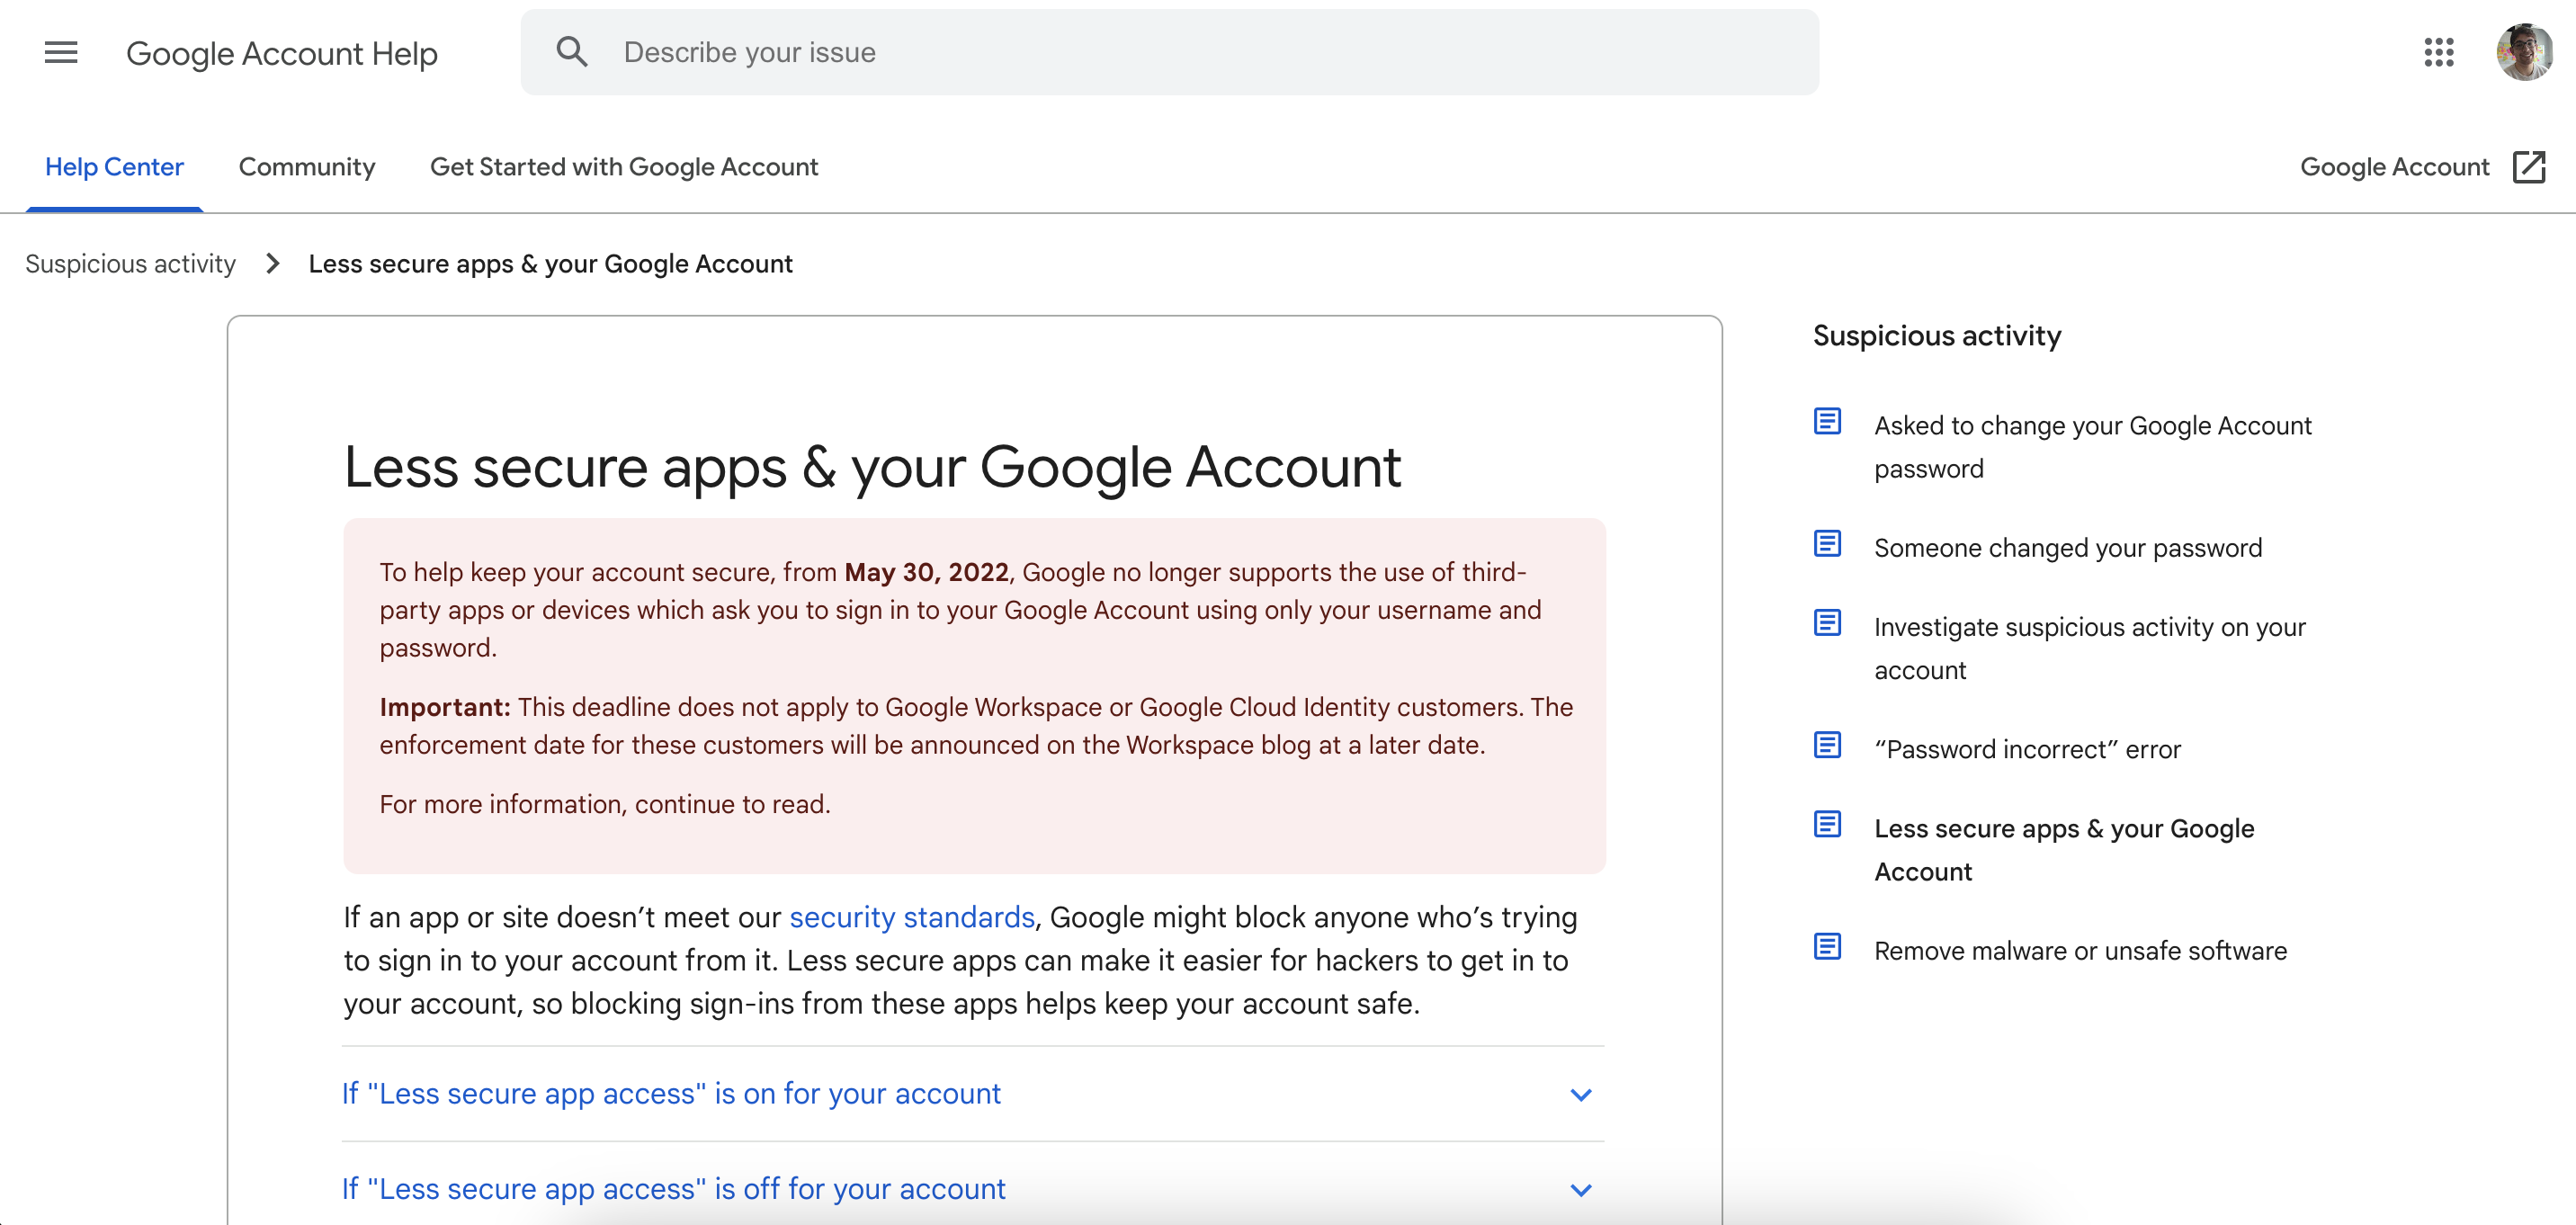 Google Account Help
Describe your issue
Help Center
Community
Get Started with Google Account
Google Account
Suspicious activity
Less secure apps & your Google Account
Less secure apps & your Google Account
To help keep your account secure, from May 30, 2022, Google no longer supports the use of third-
party apps or devices which ask you to sign in to your Google Account using only your username and
password.
Important: This deadline does not apply to Google Workspace or Google Cloud Identity customers. The
enforcement date for these customers will be announced on the Workspace blog at a later date.
For more information, continue to read.
If an app or site doesn’t meet our security standards, Google might block anyone who’s trying
to sign in to your account from it. Less secure apps can make it easier for hackers to get in to
your account, so blocking sign-ins from these apps helps keep your account safe.
If "Less secure app access" is on for your account
If "Less secure app access" is off for your account
Suspicious activity
Asked to change your Google Account
password
Someone changed your password
Investigate suspicious activity on your
account
“Password incorrect” error
Less secure apps & your Google
Account
Remove malware or unsafe software